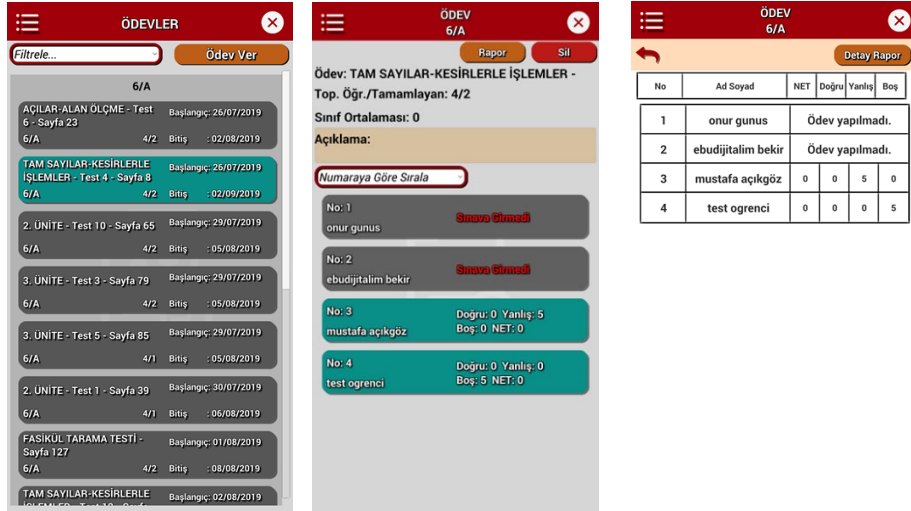 ÖDEVLER
Filtrele...
Ödev Ver
6/A
AÇILAR-ALAN ÖLÇME - Test Başlangıç: 26/07/2019
6 - Sayfa 23
6/A 4/2 Bitiş : 02/08/2019
TAM SAYILAR-KESİRLERLE Başlangıç: 26/07/2019
İŞLEMLER - Test 4 - Sayfa 8
6/A 4/2 Bitiş : 02/09/2019
2. ÜNİTE - Test 10 - Sayfa 65 Başlangıç: 29/07/2019
6/A 4/2 Bitiş : 05/08/2019
3. ÜNİTE - Test 3 - Sayfa 79 Başlangıç: 29/07/2019
6/A 4/2 Bitiş : 05/08/2019
3. ÜNİTE - Test 5 - Sayfa 85 Başlangıç: 29/07/2019
6/A 4/1 Bitiş : 05/08/2019
2. ÜNİTE - Test 1 - Sayfa 39 Başlangıç: 30/07/2019
6/A 4/1 Bitiş : 06/08/2019
FASİKÜL TARAMA TESTİ - Başlangıç: 01/08/2019
Sayfa 127
6/A 4/2 Bitiş : 08/08/2019
TAM SAYILAR-KESİRLERLE Başlangıç: 02/08/2019
ÖDEV
6/A
Rapor Sil
Ödev: TAM SAYILAR-KESİRLERLE İŞLEMLER -
Top. Öğr./Tamamlayan: 4/2
Sınıf Ortalaması: 0
Açıklama:
Numaraya Göre Sırala
No: 1
onur gunus
Sınava Girmedi
No: 2
ebudijitalim bekir
Sınava Girmedi
No: 3
mustafa açıkgöz
Doğru: 0 Yanlış: 5
Boş: 0 NET: 0
No: 4
test ogrenci
Doğru: 0 Yanlış: 0
Boş: 5 NET: 0
ÖDEV
6/A
Detay Rapor
No Ad Soyad NET Doğru Yanlış Boş
1 onur gunus Ödev yapılmadı.
2 ebudijitalim bekir Ödev yapılmadı.
3 mustafa açıkgöz 0 0 5 0
4 test ogrenci 0 0 0 5